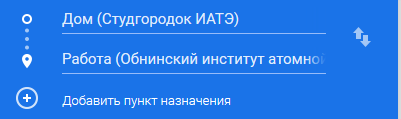 Дом (Студгородок ИАТЭ)
Работа (Обнинский институт атомной
Добавить пункт назначения